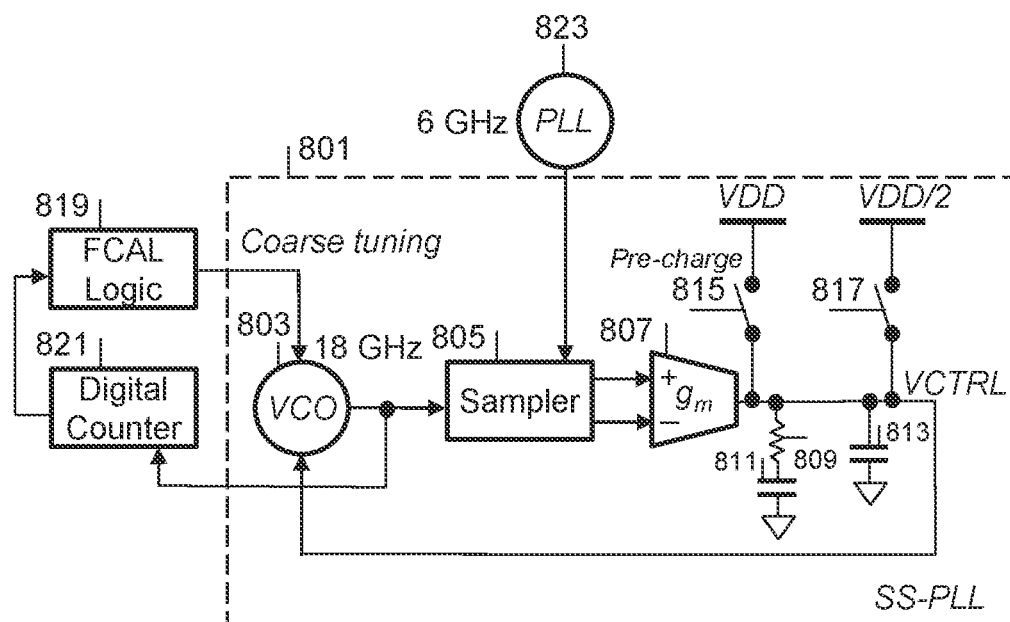 823
6 GHz
PLL
801
819
FCAL
Logic
Coarse tuning
VDD
VDD/2
Pre-charge
815
817
821
Digital
Counter
803
18 GHz
VCO
805
Sampler
807
+
g_m
−
VCTRL
811
809
813
SS-PLL